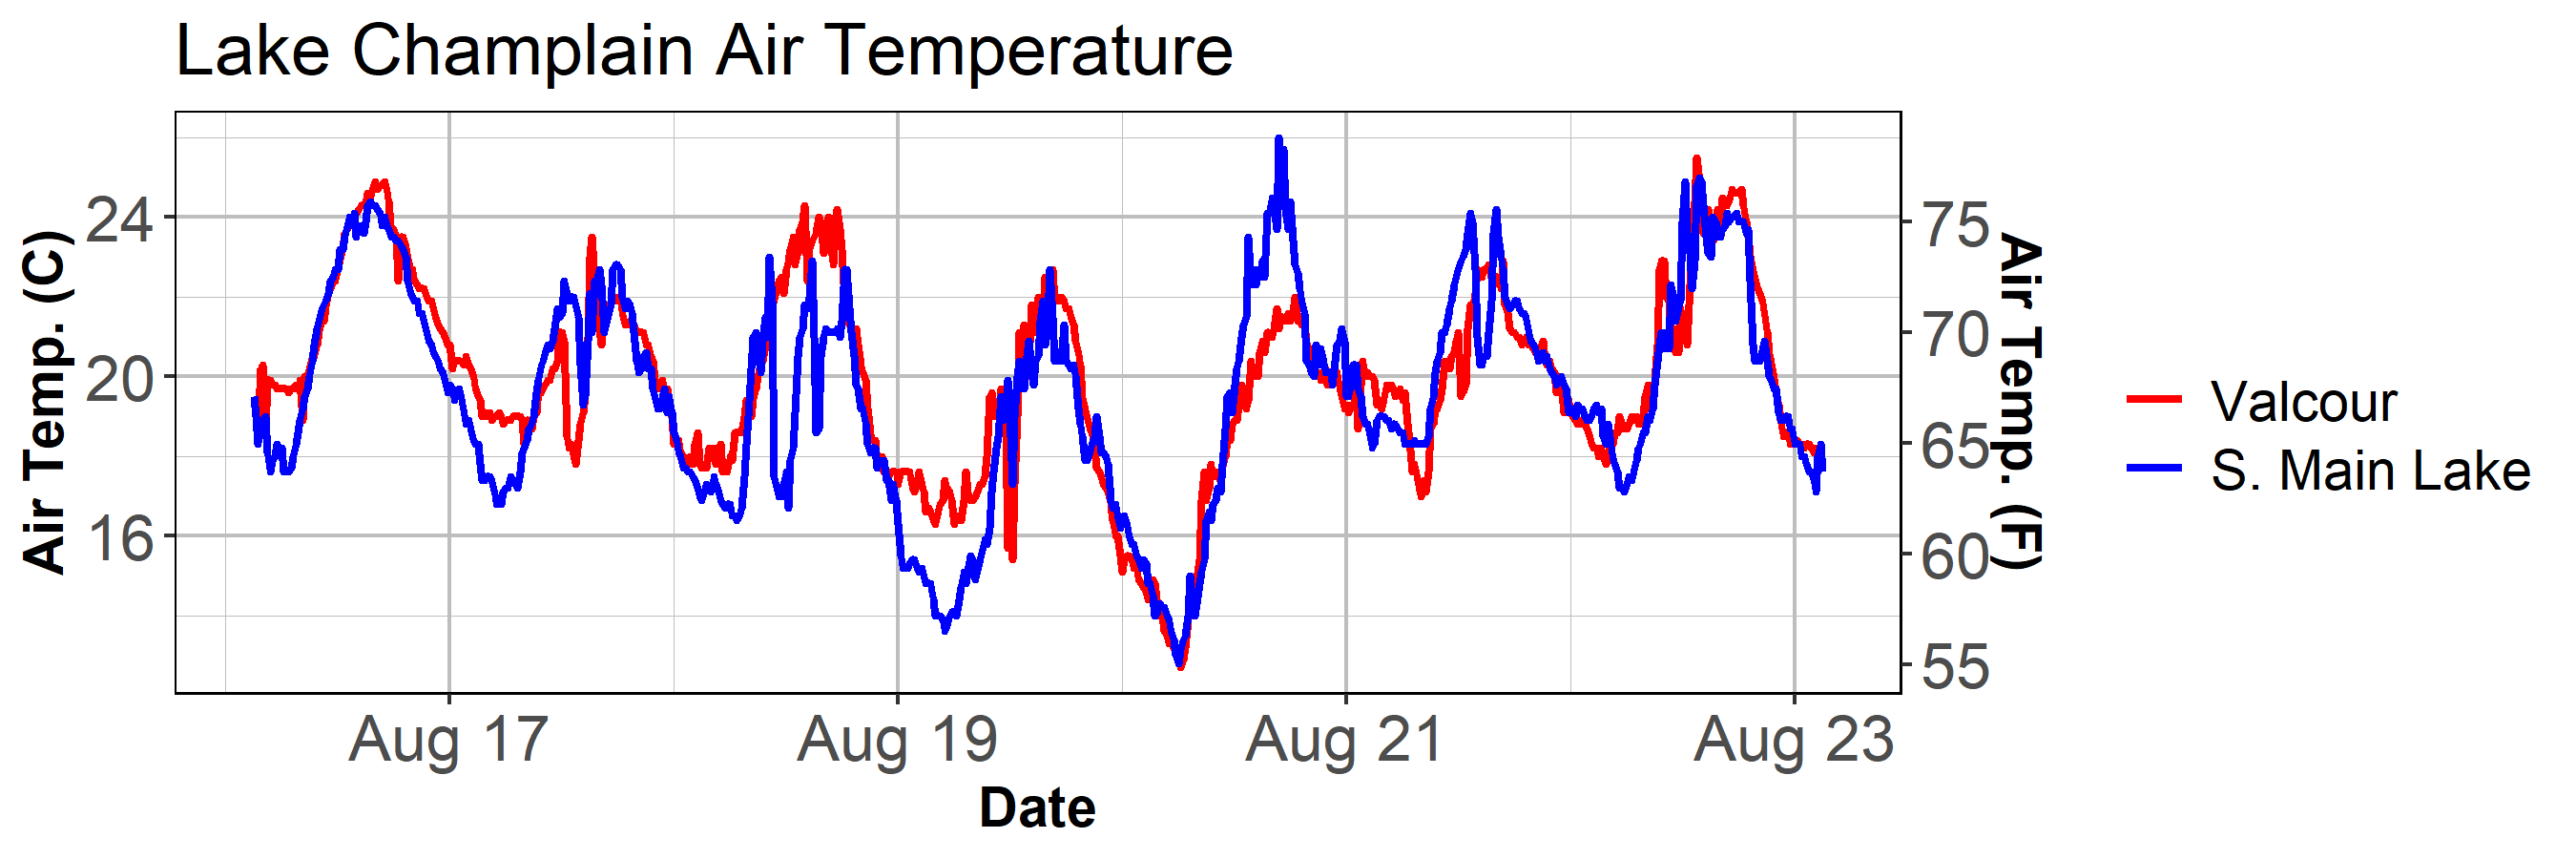 Lake Champlain Air Temperature
Air Temp. (C)
24
20
16
75
70
65
60
55
Air Temp. (F)
Valcour
S. Main Lake
Aug 17
Aug 19
Aug 21
Aug 23
Date